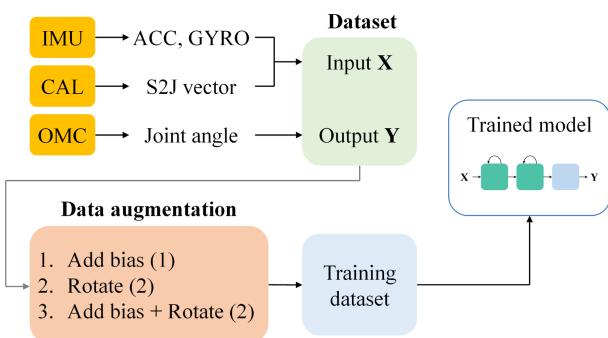 Dataset
IMU
ACC, GYRO
Input X
CAL
S2J vector
OMC
Joint angle
Output Y
Trained model
X
Y
Data augmentation
1. Add bias (1)
2. Rotate (2)
3. Add bias + Rotate (2)
Training
dataset